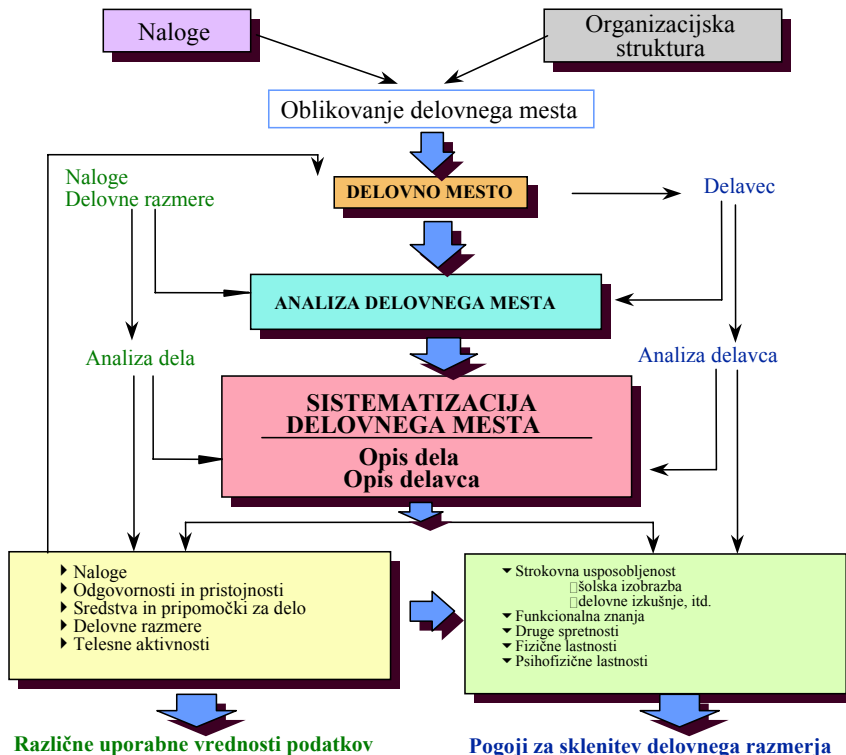 Naloge
Organizacijska
struktura
Oblikovanje delovnega mesta
Naloge
Delovne razmere
DELOVNO MESTO
Delavec
ANALIZA DELOVNEGA MESTA
Analiza dela
Analiza delavca
SISTEMATIZACIJA
DELOVNEGA MESTA
Opis dela
Opis delavca
Naloge
Odgovornosti in pristojnosti
Sredstva in pripomočki za delo
Delovne razmere
Telesne aktivnosti
Strokovna usposobljenost
šolska izobrazba
delovne izkušnje, itd.
Funkcionalna znanja
Druge spretnosti
Fizične lastnosti
Psihofizične lastnosti
Različne uporabne vrednosti podatkov
Pogoji za sklenitev delovnega razmerja